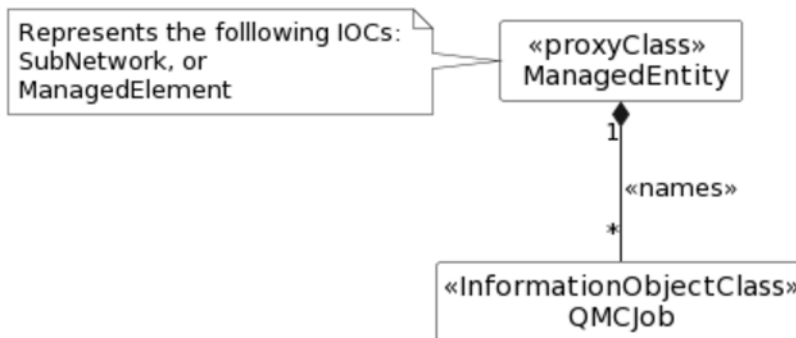 Represents the folllowing IOCs:
SubNetwork, or
ManagedElement
«proxyClass»
ManagedEntity
1
«names»
*
«InformationObjectClass»
QMCJob